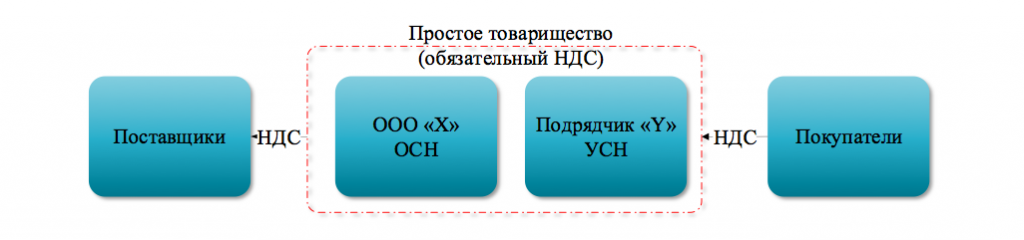 Простое товарищество
(обязательный НДС)
Поставщики
НДС
ООО «X»
ОСН
Подрядчик «Y»
УСН
НДС
Покупатели